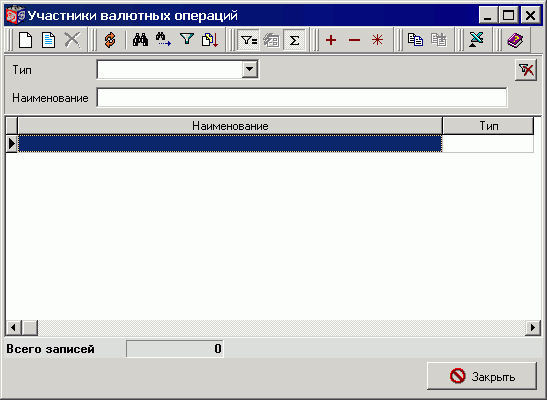 Участники валютных операций
Тип
Наименование
Наименование Тип
Всего записей 0
Закрыть